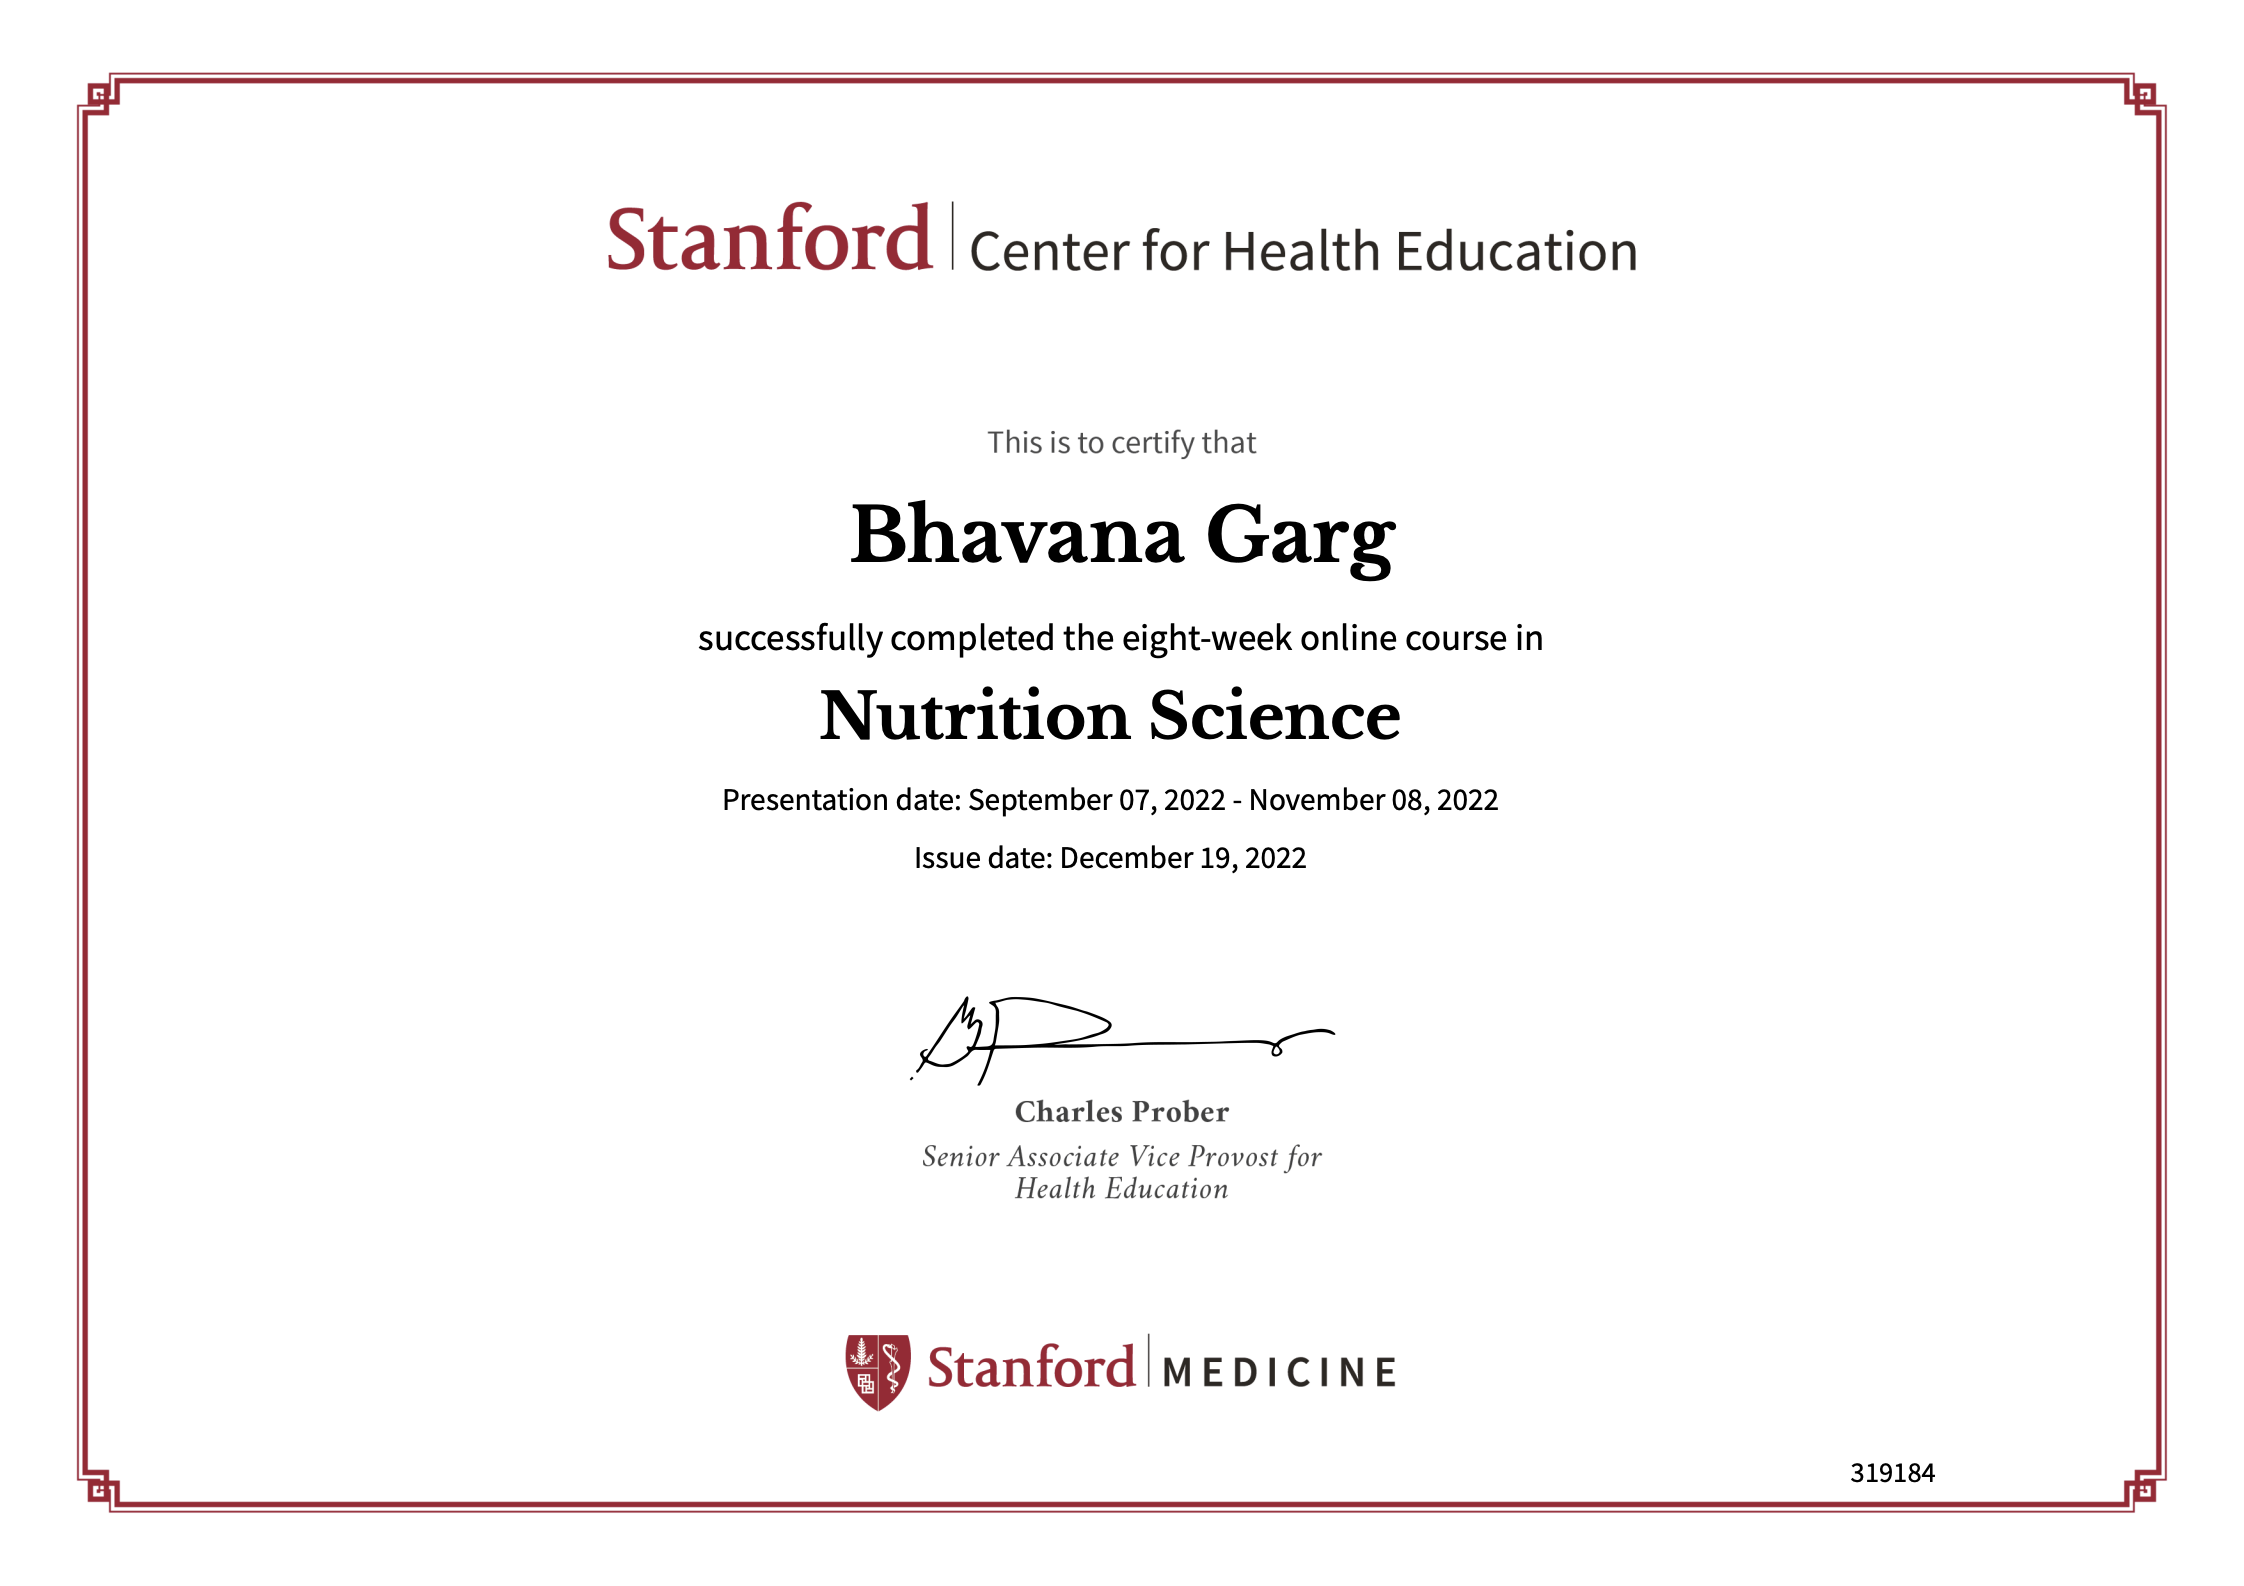 Stanford | Center for Health Education
This is to certify that
Bhavana Garg
successfully completed the eight-week online course in
Nutrition Science
Presentation date: September 07, 2022 - November 08, 2022
Issue date: December 19, 2022
Charles Prober
Senior Associate Vice Provost for
Health Education
Stanford | MEDICINE
319184